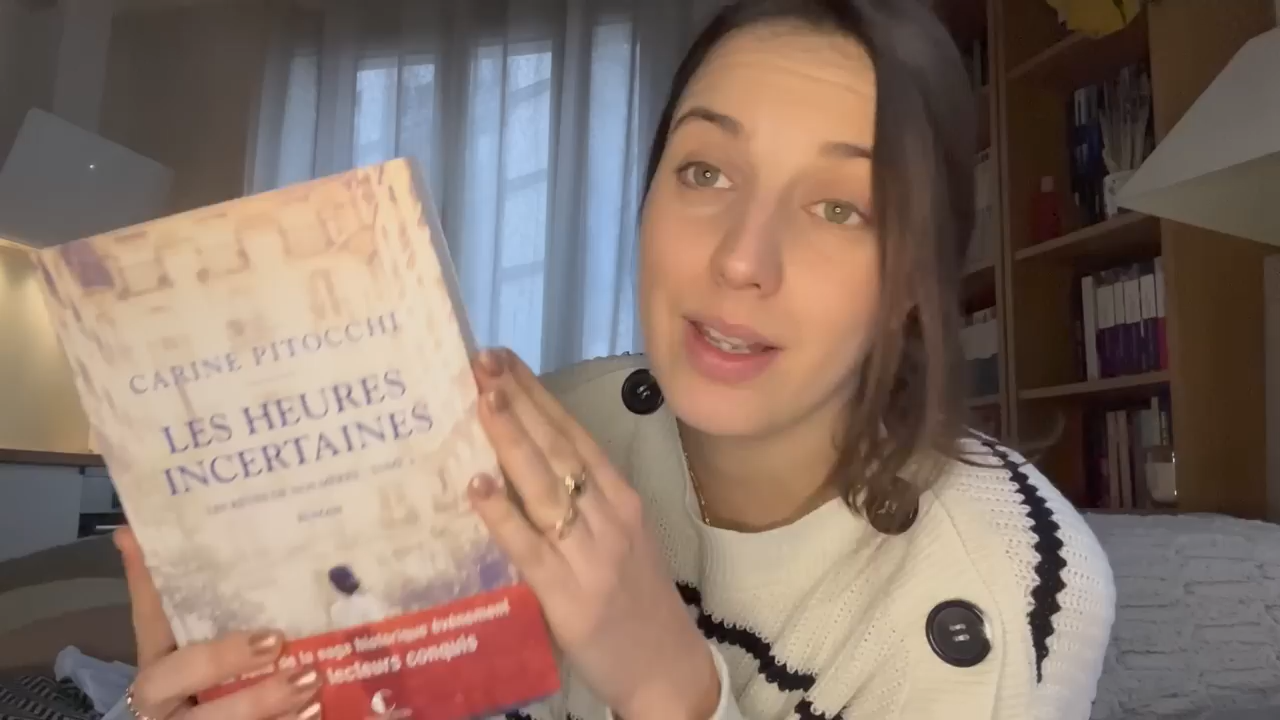 CARINE PITOCCHI
LES HEURES
INCERTAINES
ROMAN
de la saga historique événement
lecteurs conquis